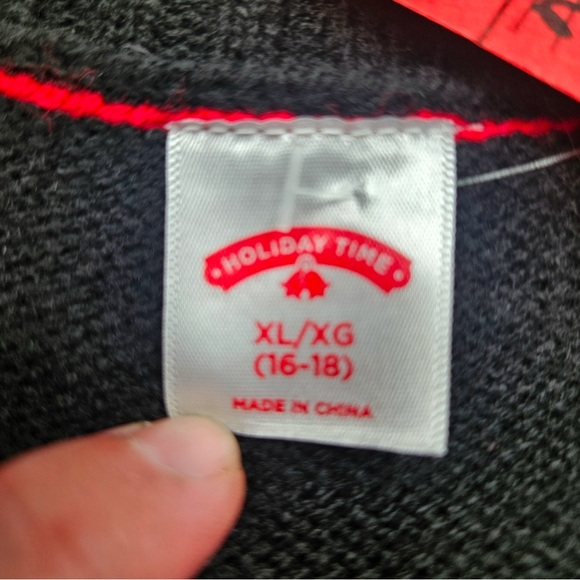 HOLIDAY TIME
XL/XG
(16-18)
MADE IN CHINA